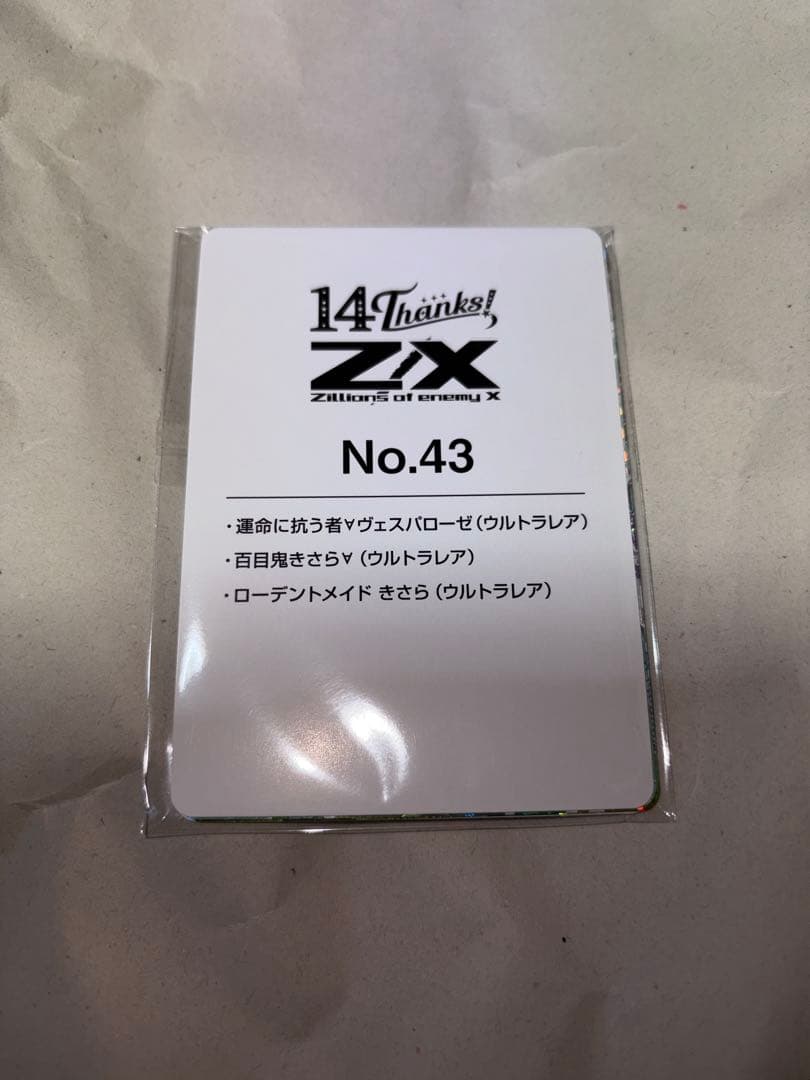 14 Thanks!
Z/X
Zillions of enemy X
No.43
・運命に抗う者∀ヴェスパローゼ(ウルトラレア)
・百目鬼きさら∀(ウルトラレア)
・ローデントメイド きさら(ウルトラレア)